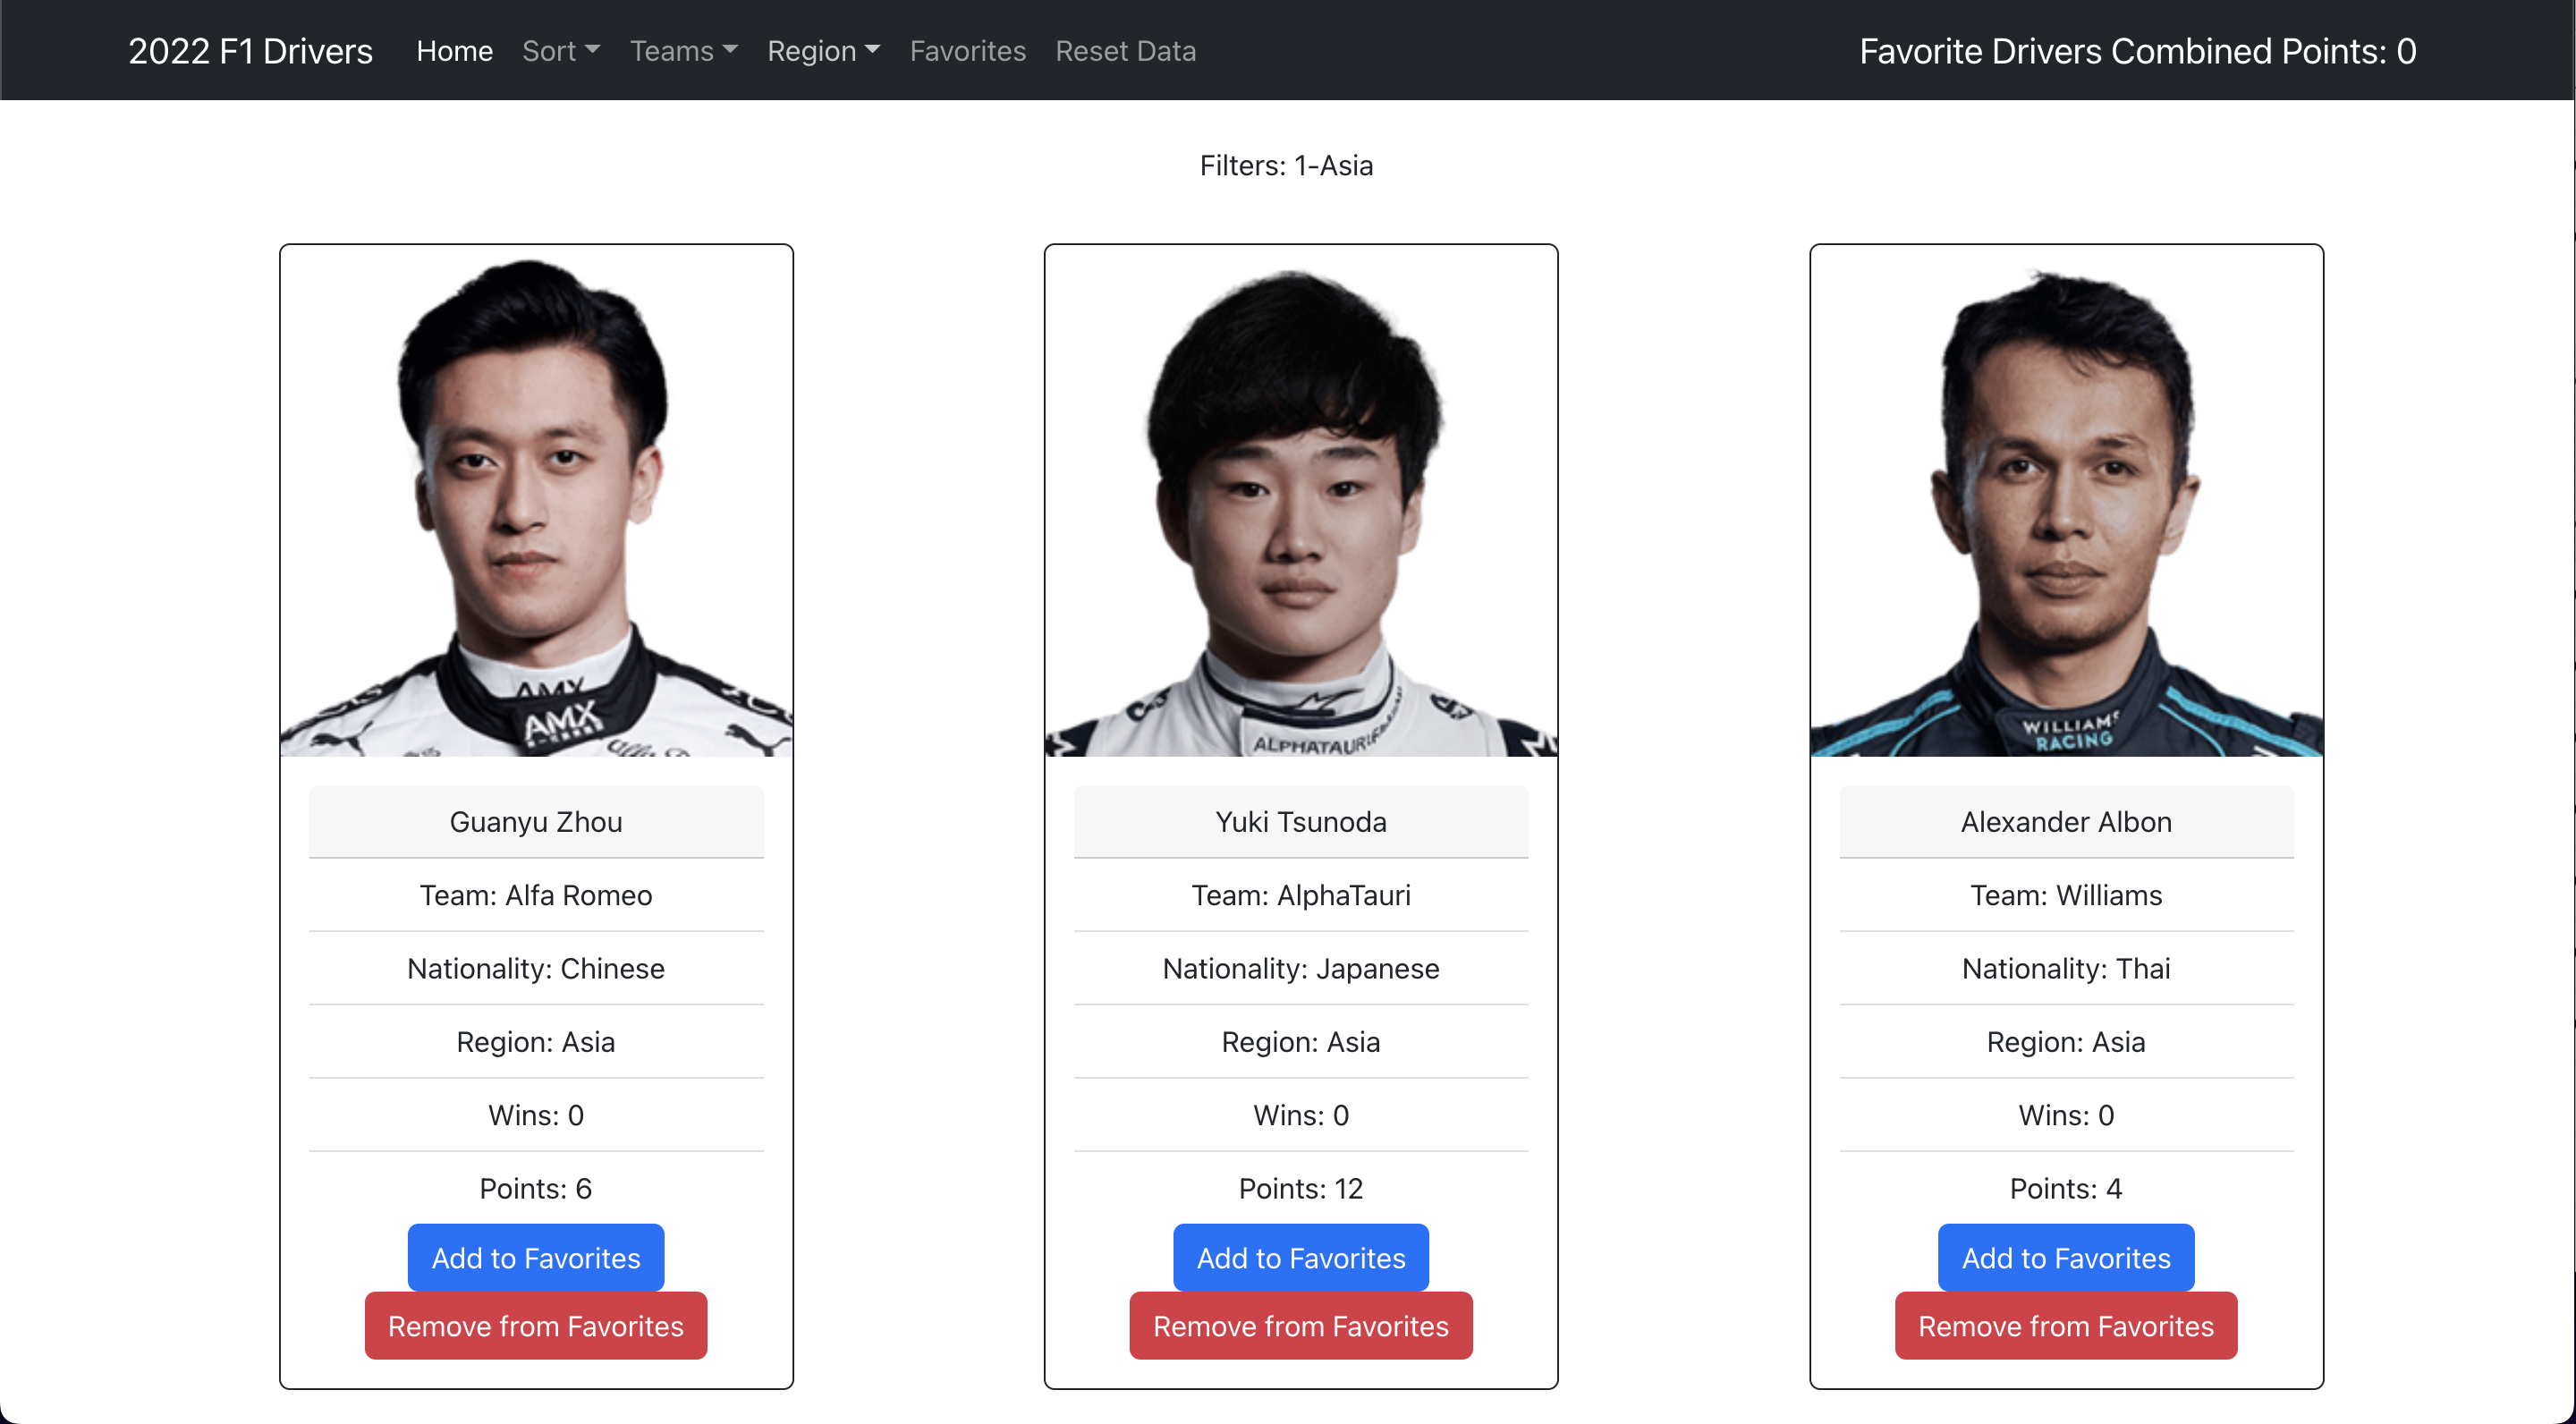 2022 F1 Drivers Home Sort Teams Region Favorites Reset Data Favorite Drivers Combined Points: 0
Filters: 1-Asia
AMX
AMX
Guanyu Zhou
Team: Alfa Romeo
Nationality: Chinese
Region: Asia
Wins: 0
Points: 6
Add to Favorites
Remove from Favorites
ALPHATAURI
Yuki Tsunoda
Team: AlphaTauri
Nationality: Japanese
Region: Asia
Wins: 0
Points: 12
Add to Favorites
Remove from Favorites
WILLIAMS
RACING
Alexander Albon
Team: Williams
Nationality: Thai
Region: Asia
Wins: 0
Points: 4
Add to Favorites
Remove from Favorites